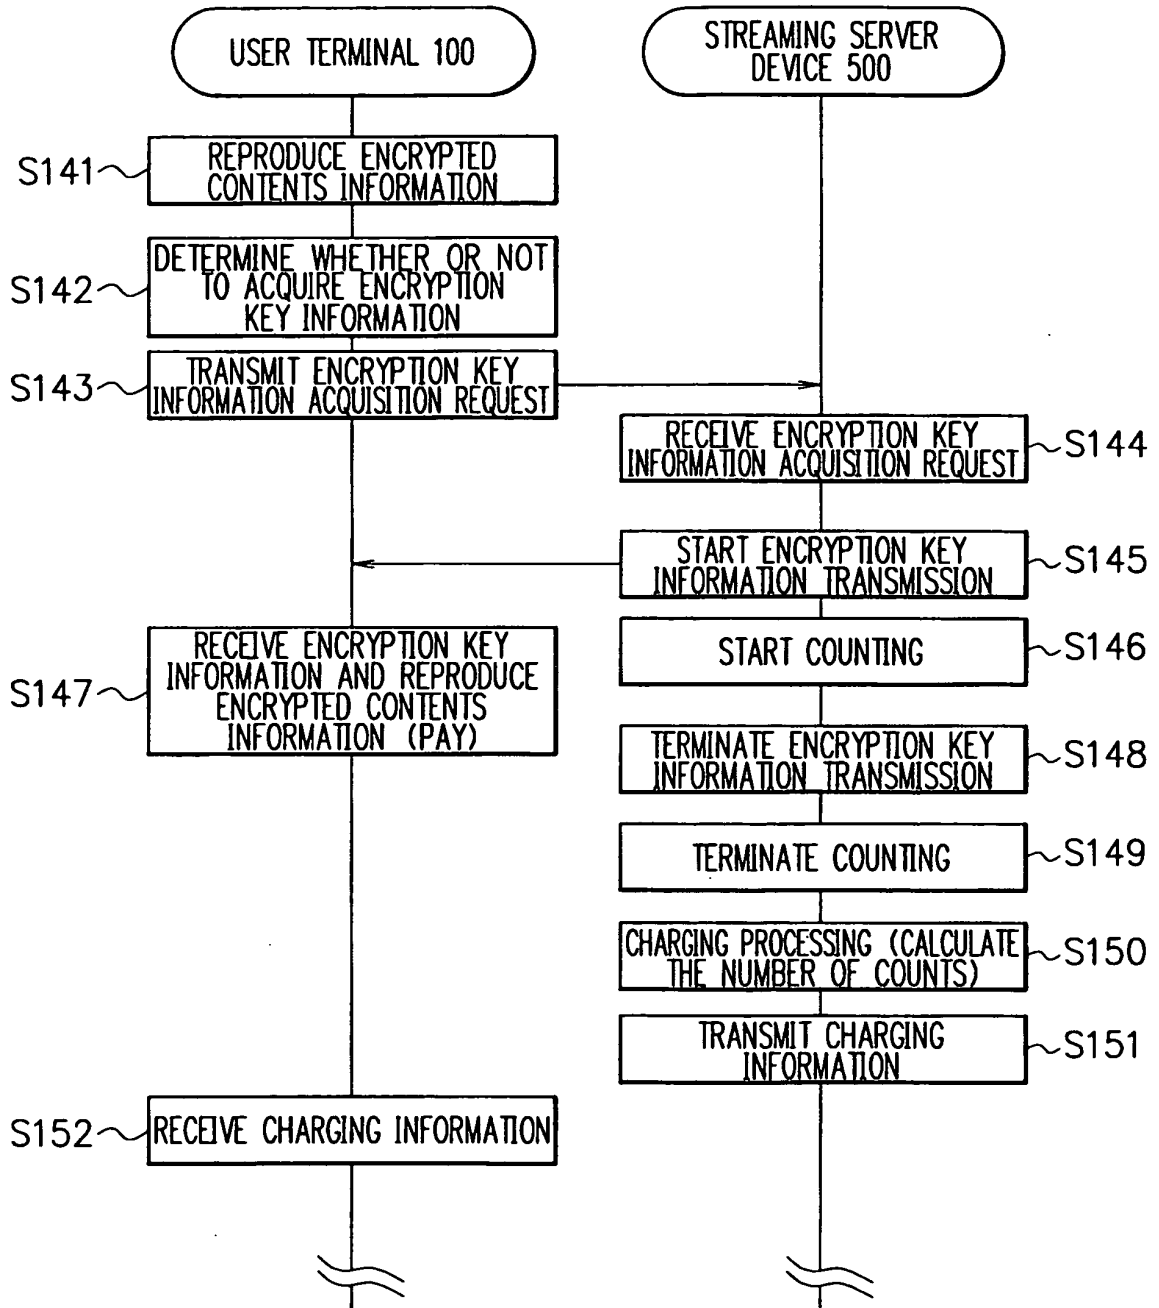 USER TERMINAL 100
STREAMING SERVER
DEVICE 500
S141
REPRODUCE ENCRYPTED
CONTENTS INFORMATION
S142
DETERMINE WHETHER OR NOT
TO ACQUIRE ENCRYPTION
KEY INFORMATION
S143
TRANSMIT ENCRYPTION KEY
INFORMATION ACQUISITION REQUEST
RECEIVE ENCRYPTION KEY
INFORMATION ACQUISITION REQUEST
S144
START ENCRYPTION KEY
INFORMATION TRANSMISSION
S145
START COUNTING
S146
S147
RECEIVE ENCRYPTION KEY
INFORMATION AND REPRODUCE
ENCRYPTED CONTENTS
INFORMATION (PAY)
TERMINATE ENCRYPTION KEY
INFORMATION TRANSMISSION
S148
TERMINATE COUNTING
S149
CHARGING PROCESSING (CALCULATE
THE NUMBER OF COUNTS)
S150
TRANSMIT CHARGING
INFORMATION
S151
S152
RECEIVE CHARGING INFORMATION